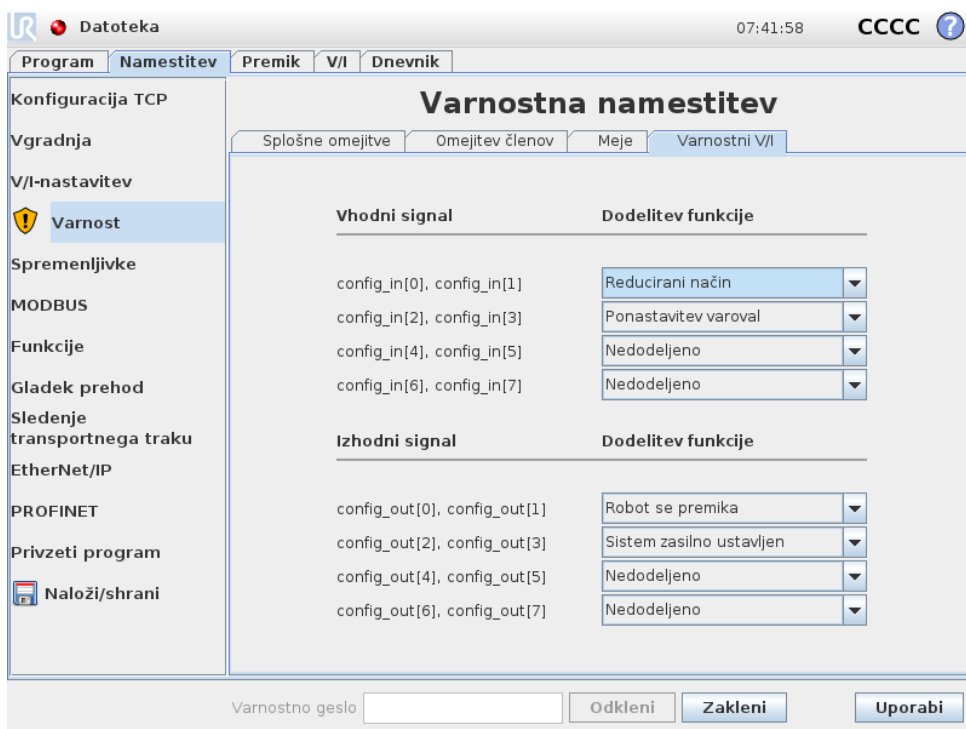 UR Datoteka 07:41:58 CCCC ?
Program Namestitev Premik V/I Dnevnik
Konfiguracija TCP
Vgradnja
V/I-nastavitev
Varnost
Spremenljivke
MODBUS
Funkcije
Gladek prehod
Sledenje
transportnega traku
EtherNet/IP
PROFINET
Privzeti program
Naloži/shrani
Varnostna namestitev
Splošne omejitve Omejitev členov Meje Varnostni V/I
Vhodni signal Dodelitev funkcije
config_in[0], config_in[1] Reducirani način
config_in[2], config_in[3] Ponastavitev varoval
config_in[4], config_in[5] Nedodeljeno
config_in[6], config_in[7] Nedodeljeno
Izhodni signal Dodelitev funkcije
config_out[0], config_out[1] Robot se premika
config_out[2], config_out[3] Sistem zasilno ustavljen
config_out[4], config_out[5] Nedodeljeno
config_out[6], config_out[7] Nedodeljeno
Varnostno geslo Odkleni Zakleni Uporabi